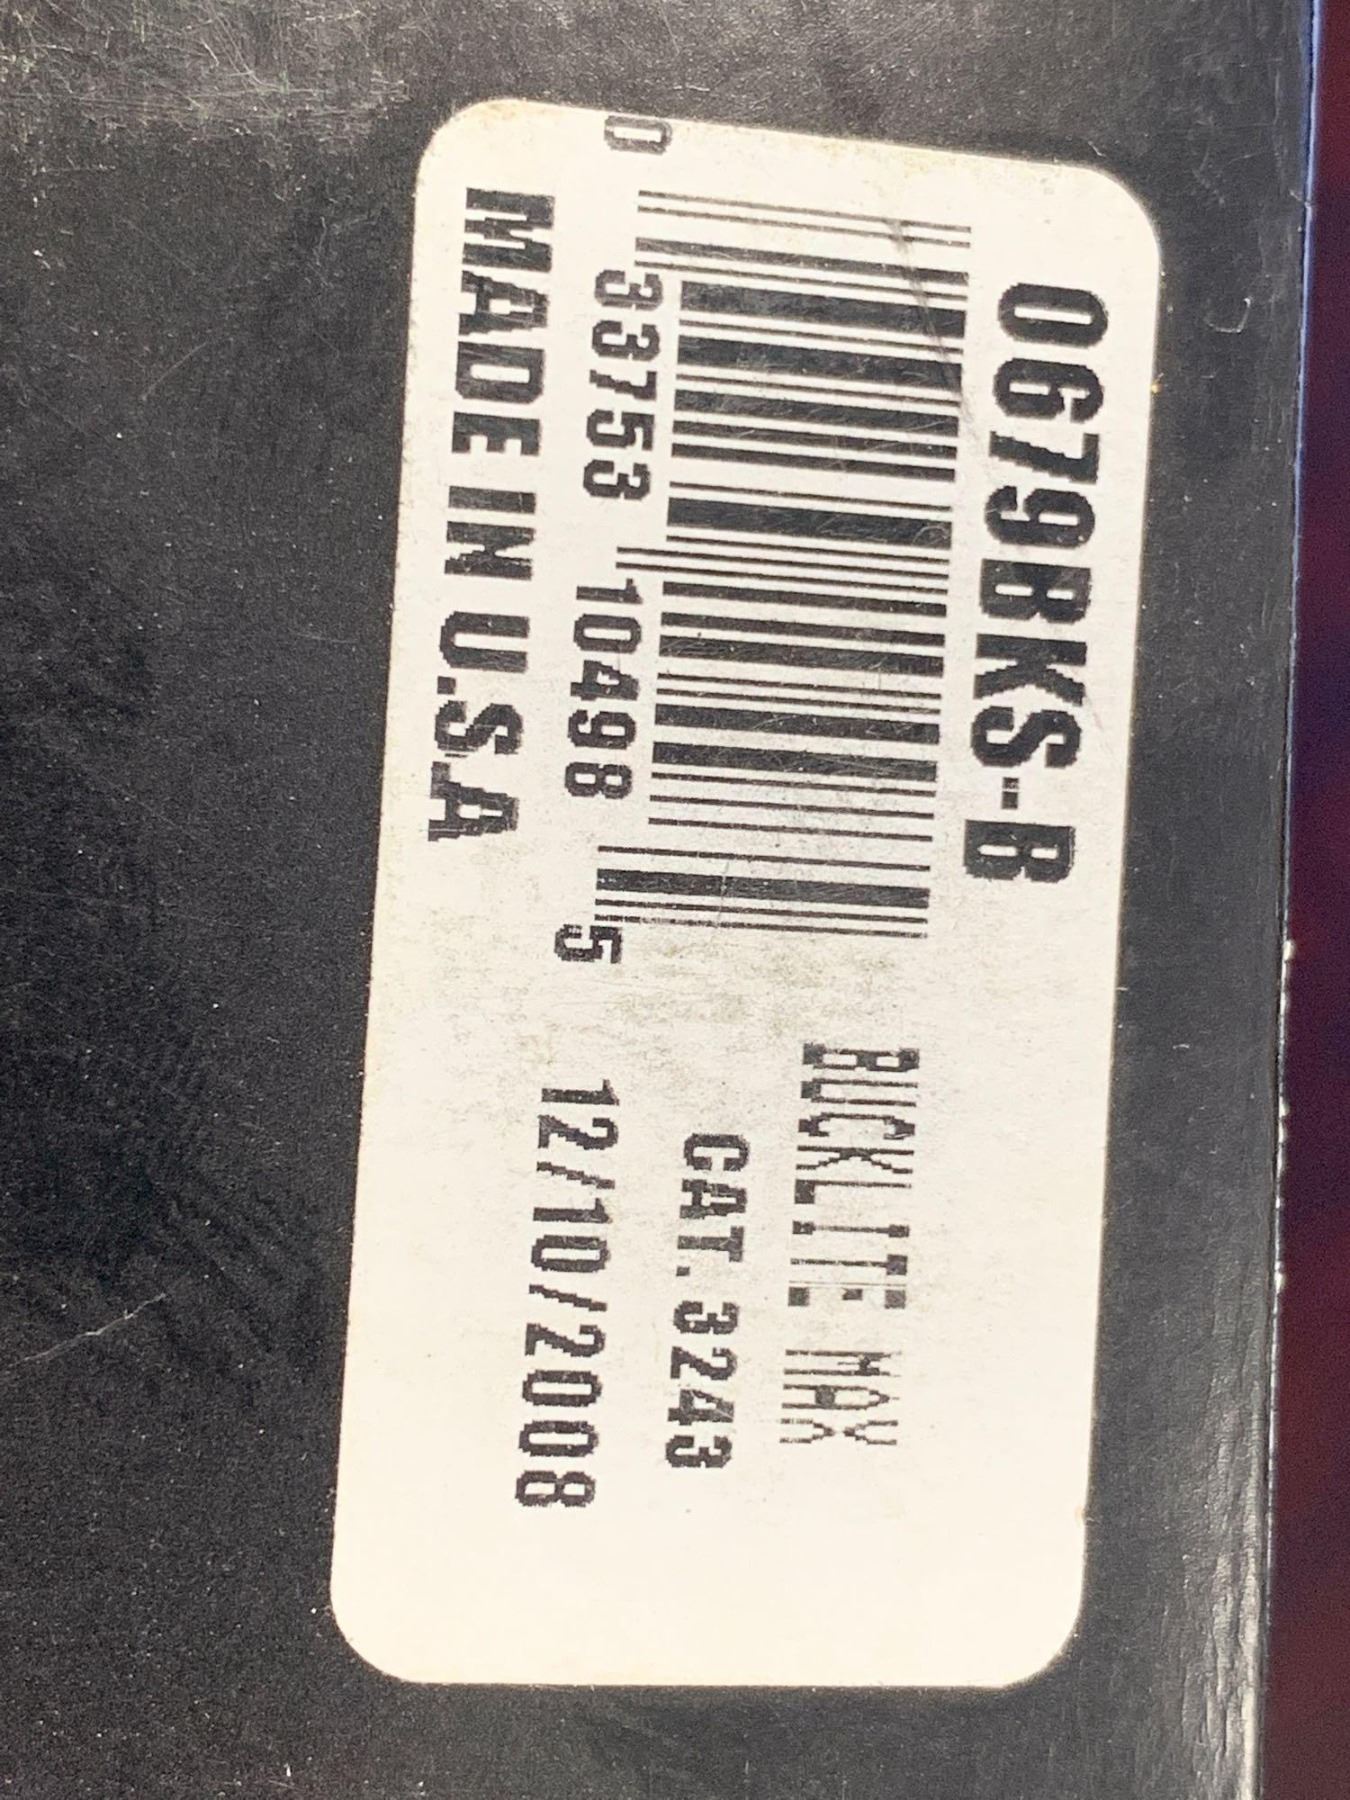 0679BKS-B
0 33753 10498 5
MADE IN U.S.A
BUCKLITE MAX
CAT. 3243
12/10/2008